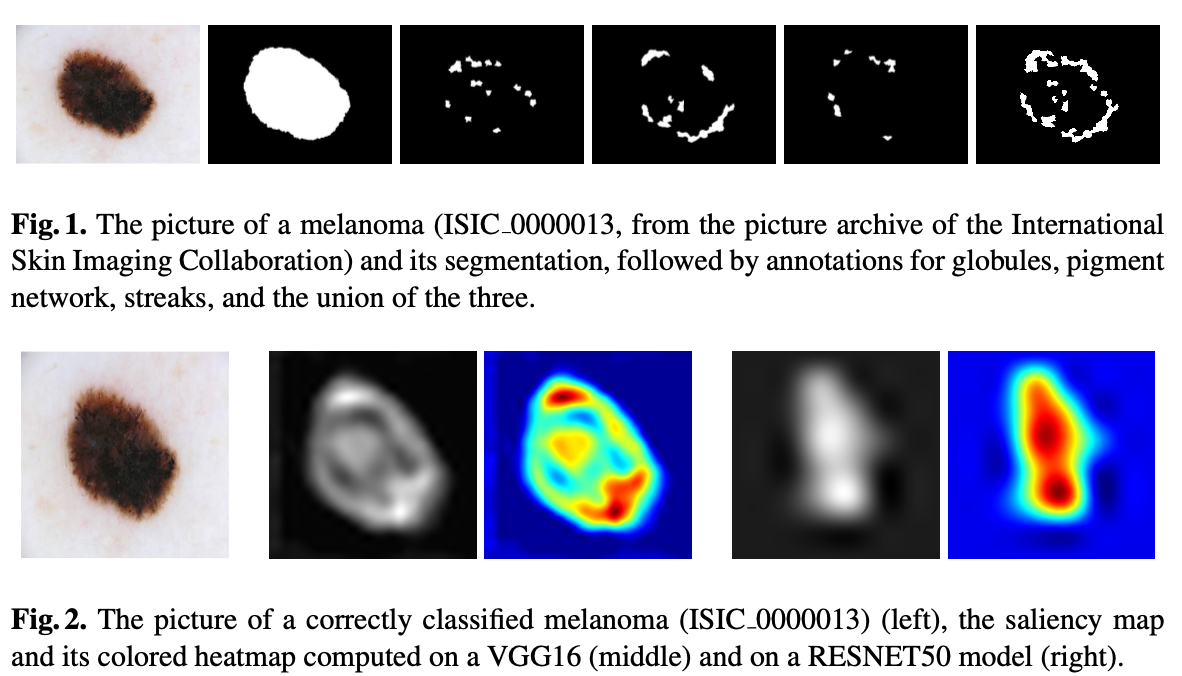 Fig. 1. The picture of a melanoma (ISIC_0000013, from the picture archive of the International
Skin Imaging Collaboration) and its segmentation, followed by annotations for globules, pigment
network, streaks, and the union of the three.
Fig. 2. The picture of a correctly classified melanoma (ISIC_0000013) (left), the saliency map
and its colored heatmap computed on a VGG16 (middle) and on a RESNET50 model (right).